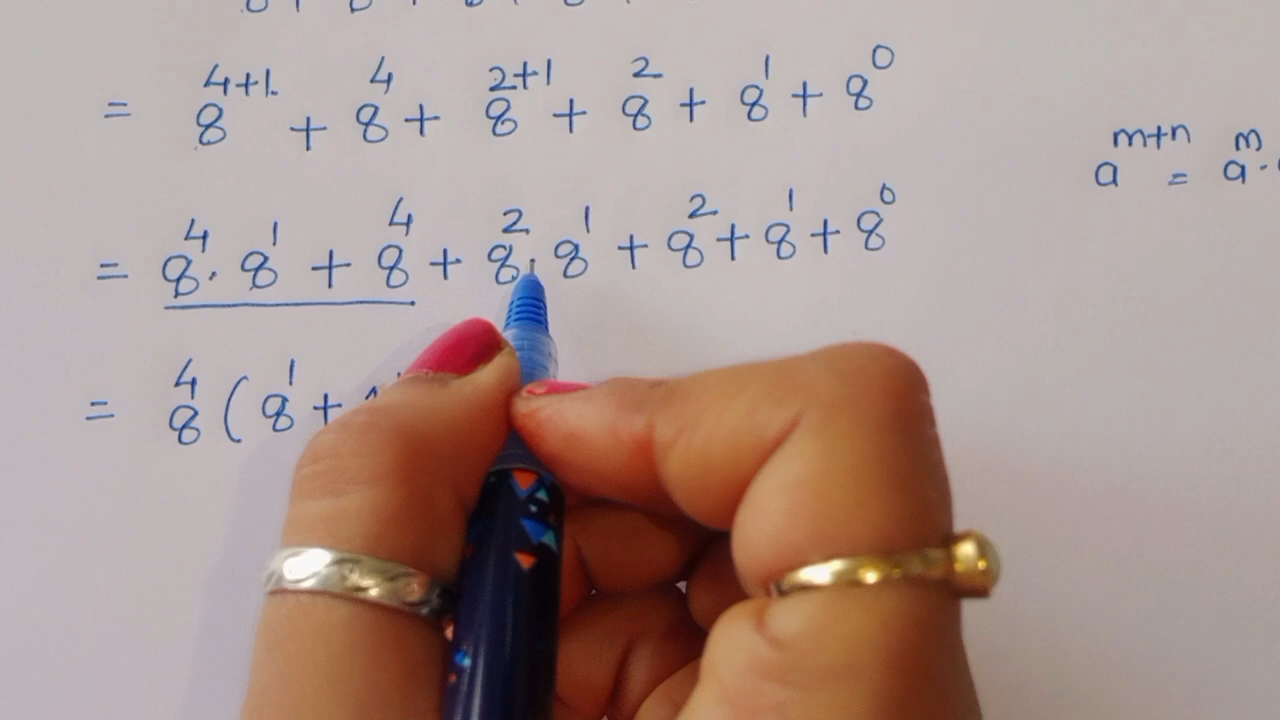 = 8^{4+1} + 8^4 + 8^{2+1} + 8^2 + 8^1 + 8^0
a^{m+n} = a^m ·
= 8^4 · 8^1 + 8^4 + 8^2 · 8^1 + 8^2 + 8^1 + 8^0
= 8^4 ( 8^1 +